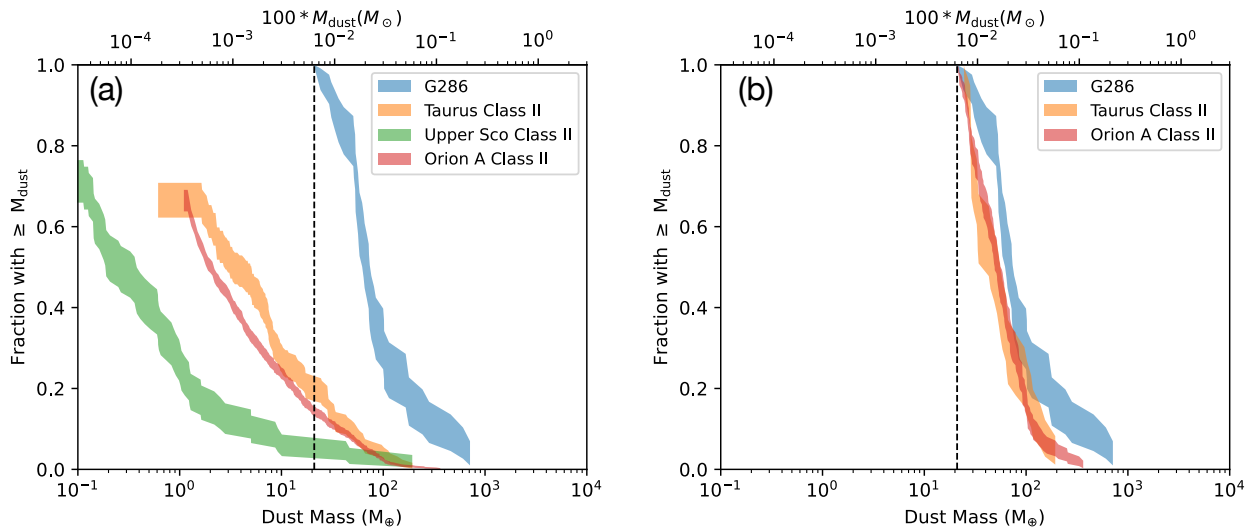 100 * M_dust(M_⊙)
10^-4 10^-3 10^-2 10^-1 10^0
(a)
G286
Taurus Class II
Upper Sco Class II
Orion A Class II
1.0
0.8
0.6
0.4
0.2
0.0
Fraction with ≥ M_dust
10^-1 10^0 10^1 10^2 10^3 10^4
Dust Mass (M_⊕)
100 * M_dust(M_⊙)
10^-4 10^-3 10^-2 10^-1 10^0
(b)
G286
Taurus Class II
Orion A Class II
1.0
0.8
0.6
0.4
0.2
0.0
Fraction with ≥ M_dust
10^-1 10^0 10^1 10^2 10^3 10^4
Dust Mass (M_⊕)